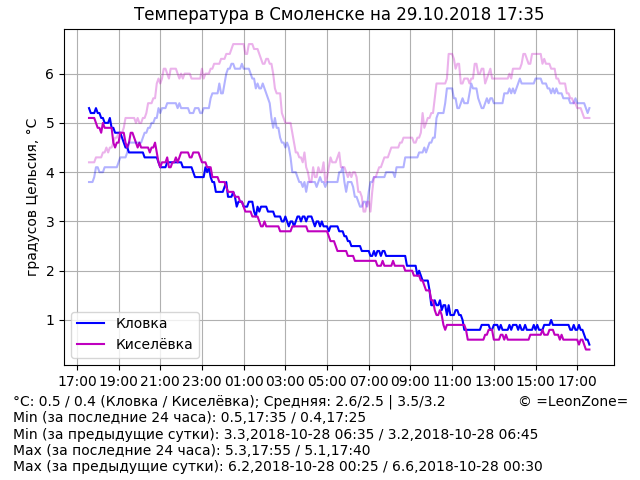 Температура в Смоленске на 29.10.2018 17:35
градусов Цельсия, °C
6
5
4
3
2
1
Кловка
Киселёвка
17:00 19:00 21:00 23:00 01:00 03:00 05:00 07:00 09:00 11:00 13:00 15:00 17:00
°C: 0.5 / 0.4 (Кловка / Киселёвка); Средняя: 2.6/2.5 | 3.5/3.2 © =LeonZone=
Min (за последние 24 часа): 0.5,17:35 / 0.4,17:25
Min (за предыдущие сутки): 3.3,2018-10-28 06:35 / 3.2,2018-10-28 06:45
Max (за последние 24 часа): 5.3,17:55 / 5.1,17:40
Max (за предыдущие сутки): 6.2,2018-10-28 00:25 / 6.6,2018-10-28 00:30